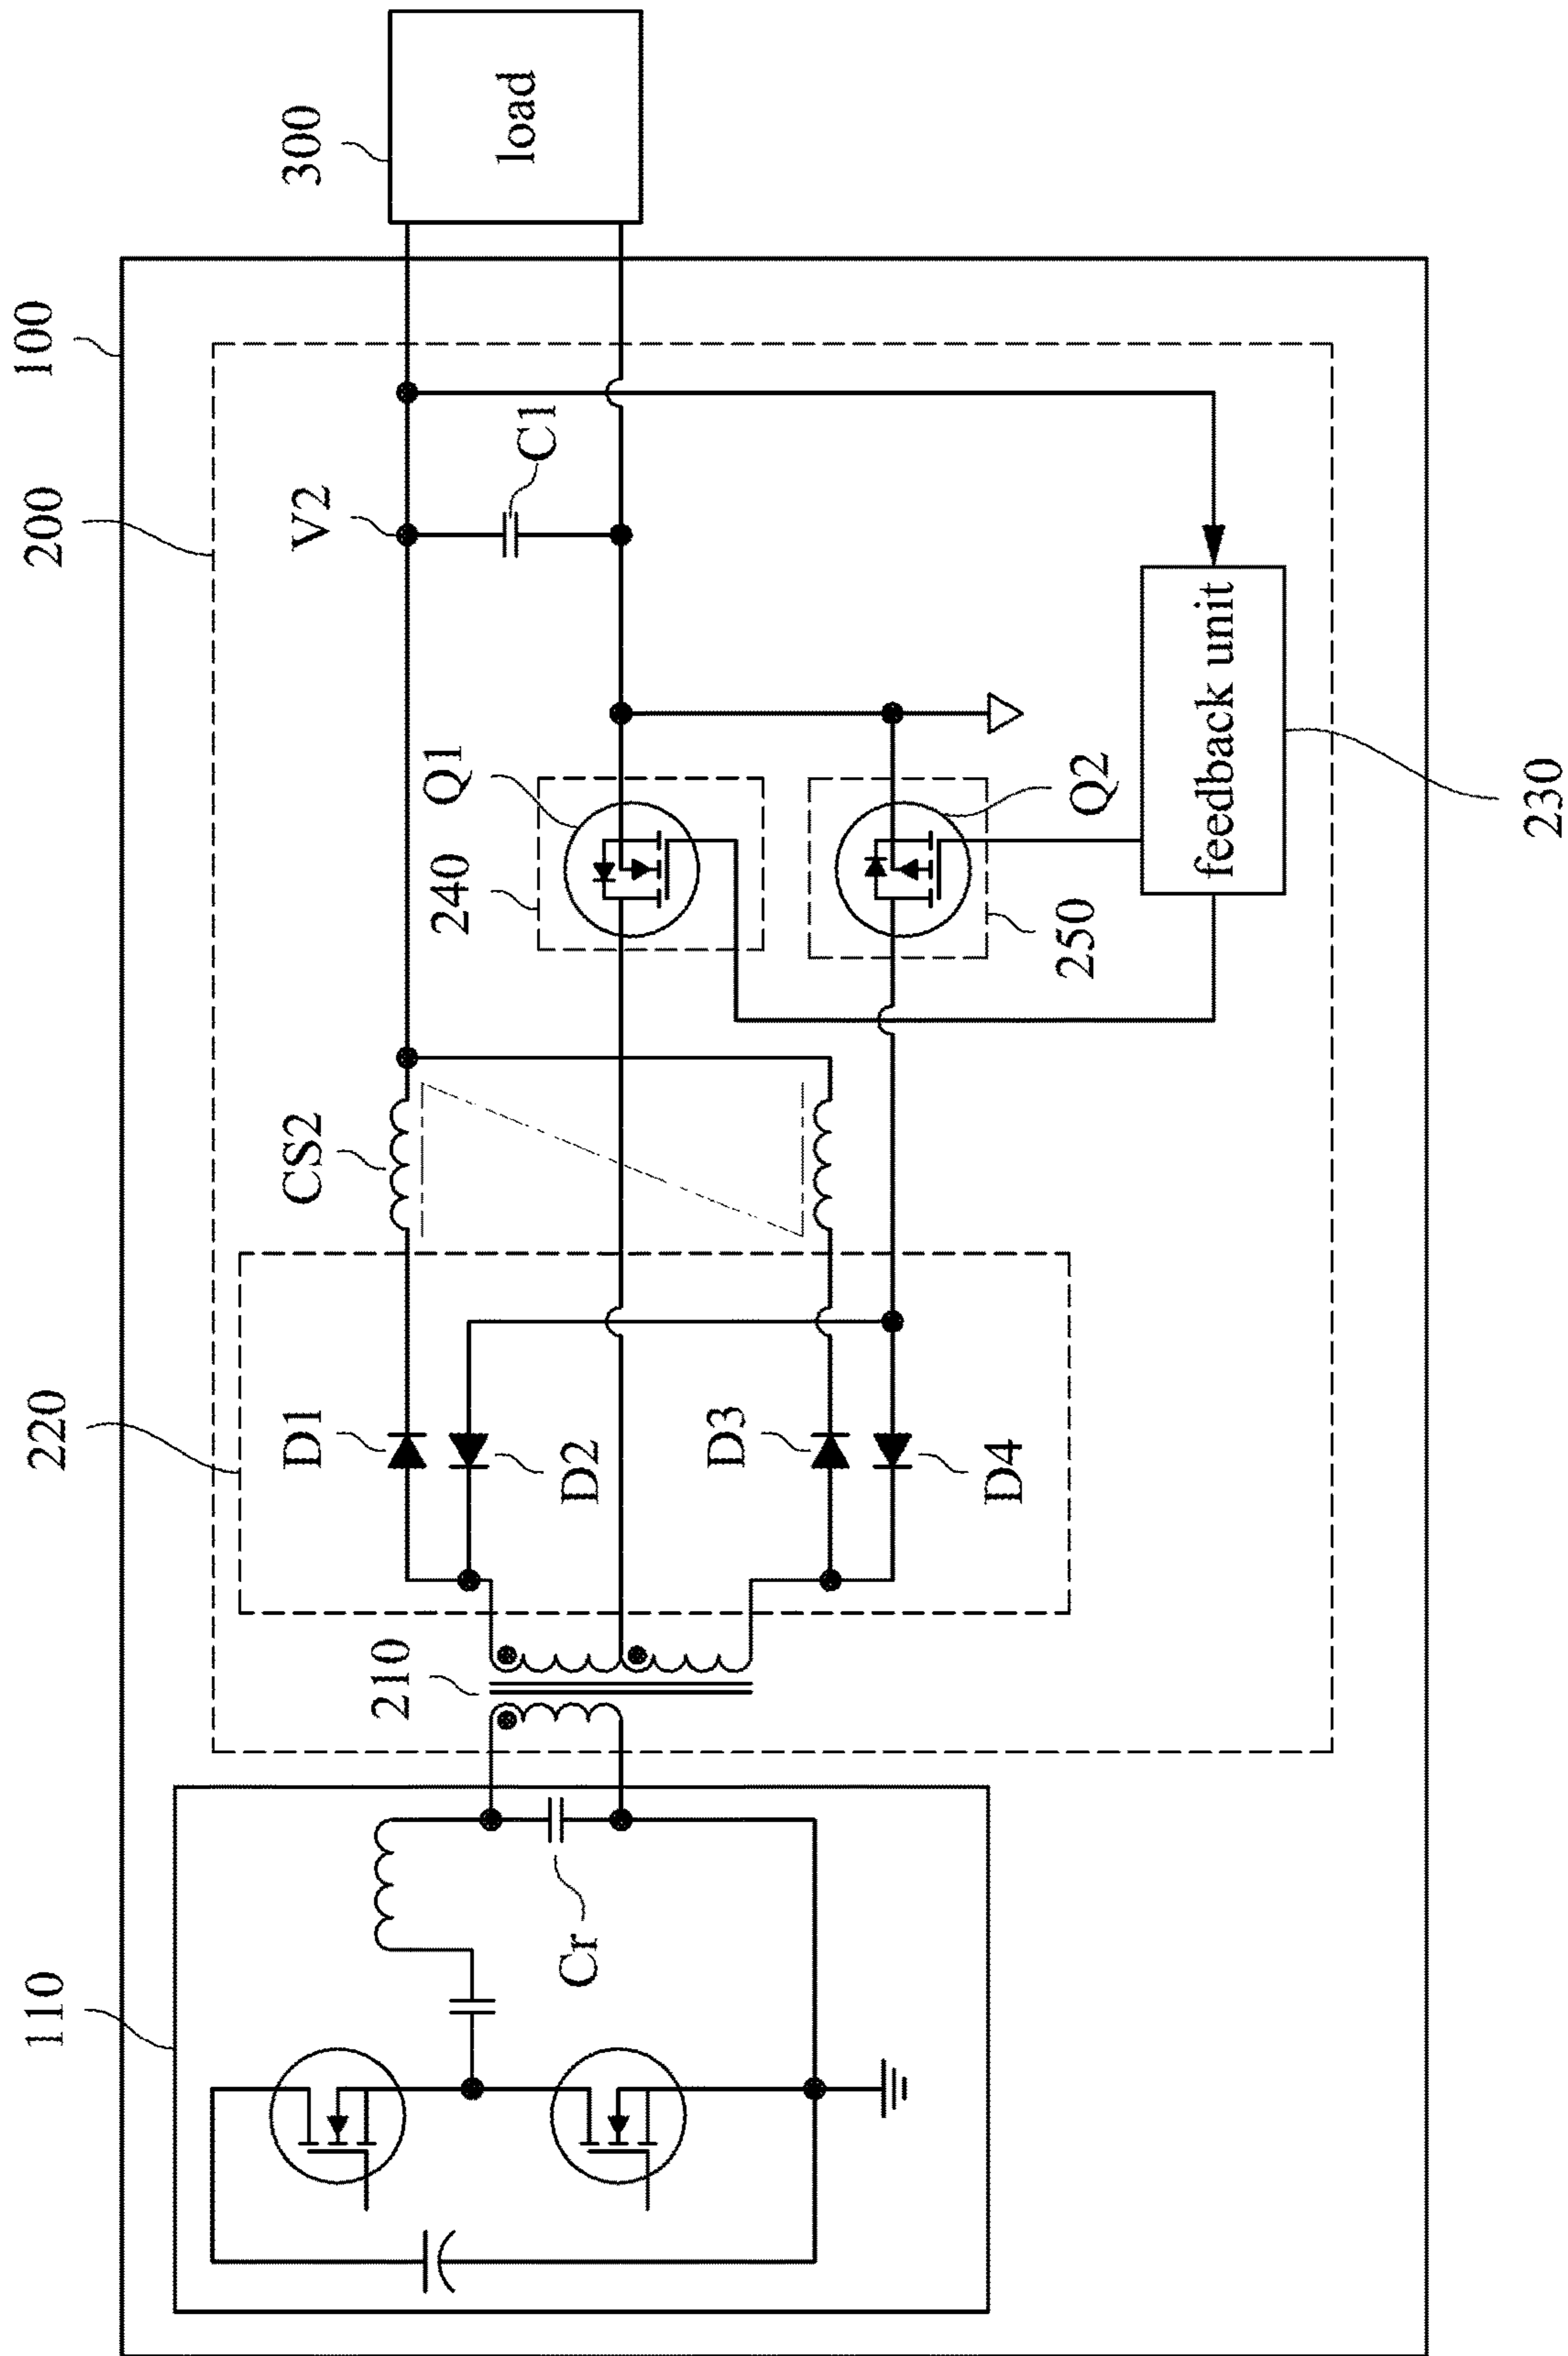 100
110
200
220
210
Cr
D1
D2
D3
D4
CS2
240
Q1
250
Q2
V2
C1
feedback unit
230
300
load